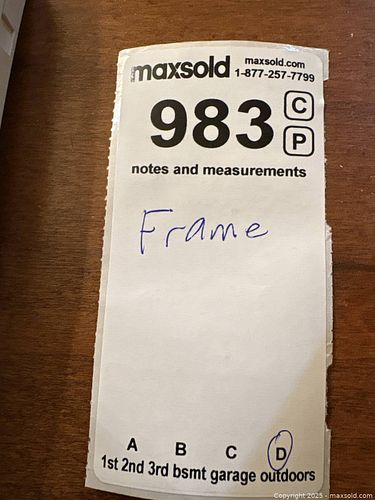 maxsold maxsold.com
1-877-257-7799
983 C
P
notes and measurements
Frame
A B C D
1st 2nd 3rd bsmt garage outdoors
Copyright 2025 - maxsold.com